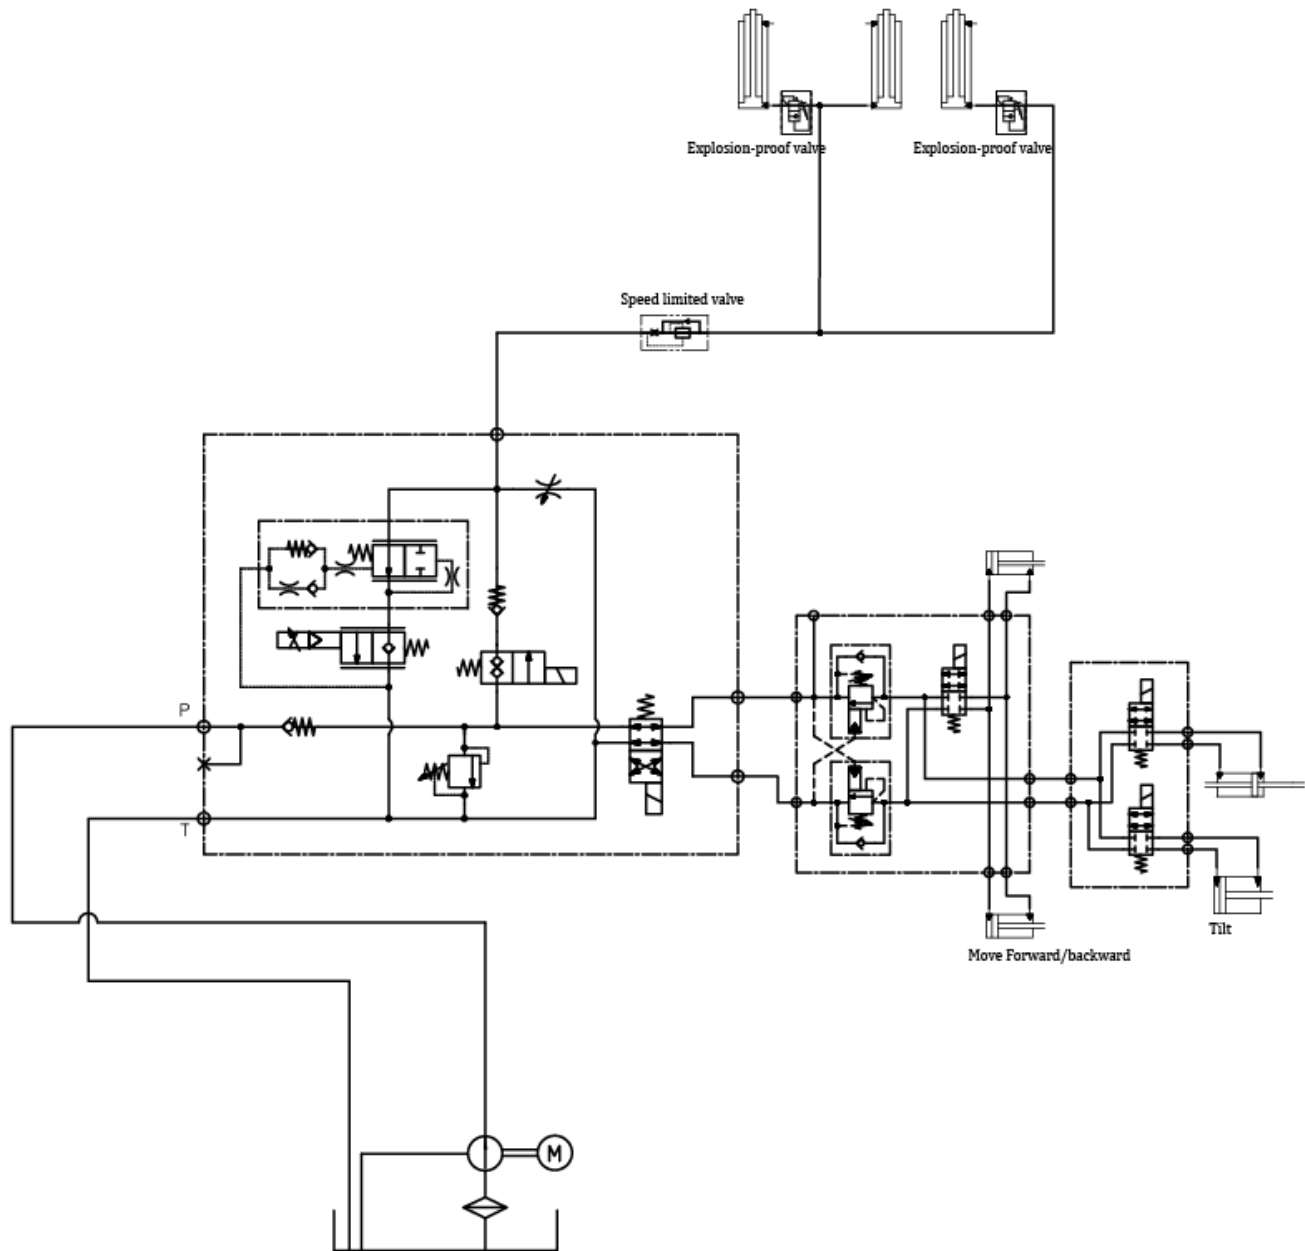 Explosion-proof valve
Explosion-proof valve
Speed limited valve
P
T
Tilt
Move Forward/backward
M